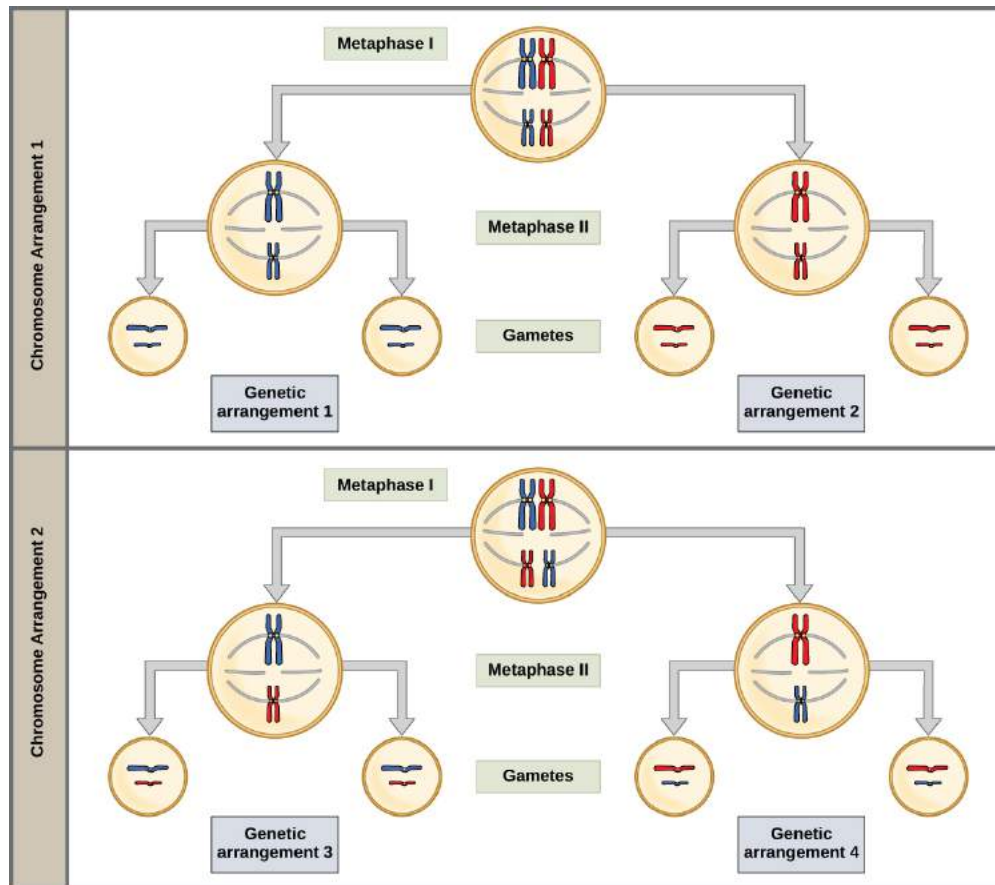 Chromosome Arrangement 1
Metaphase I
Metaphase II
Gametes
Genetic
arrangement 1
Genetic
arrangement 2
Chromosome Arrangement 2
Metaphase I
Metaphase II
Gametes
Genetic
arrangement 3
Genetic
arrangement 4